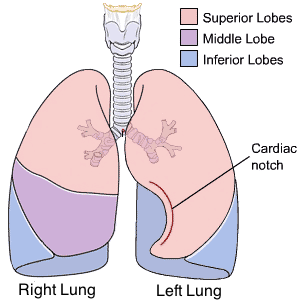 Superior Lobes
Middle Lobe
Inferior Lobes
Cardiac
notch
Right Lung
Left Lung